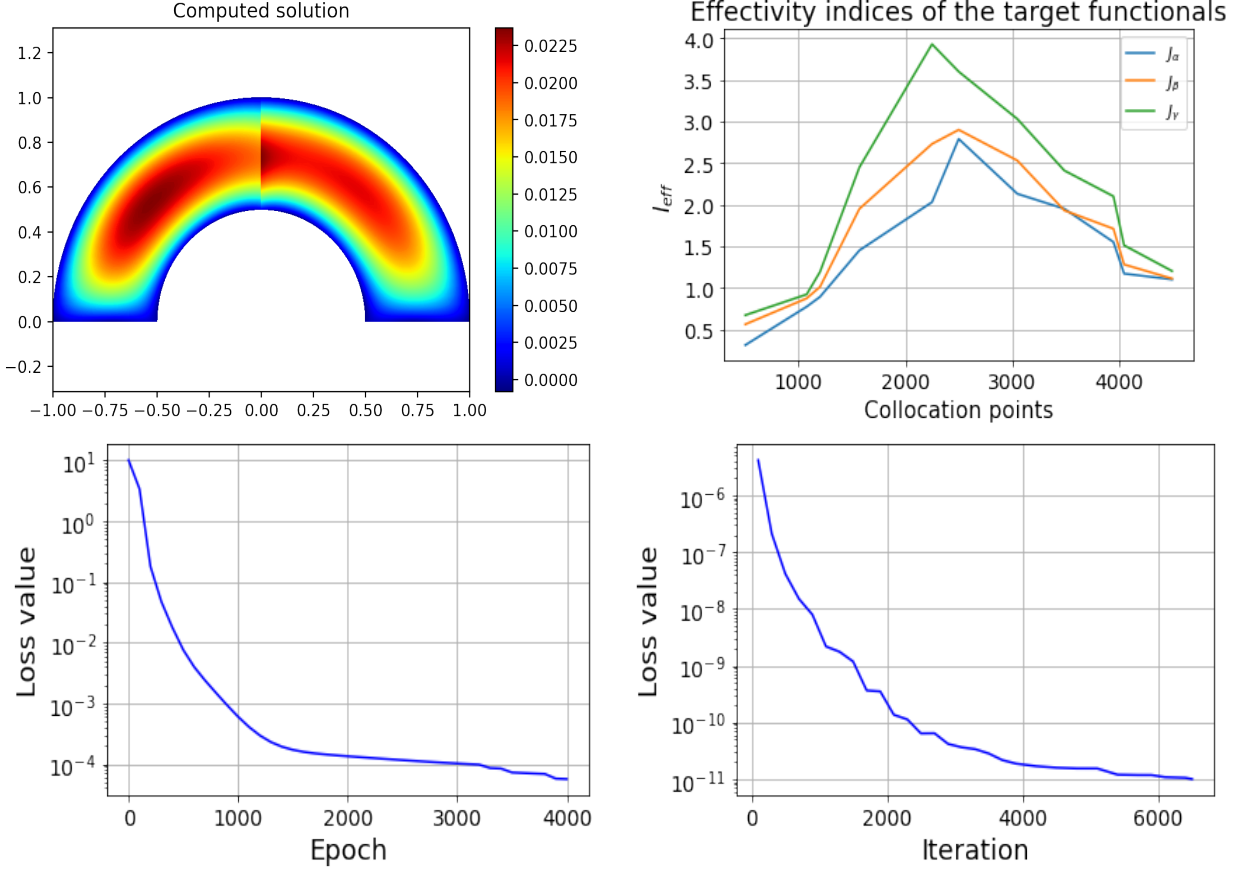 Computed solution
1.2
1.0
0.8
0.6
0.4
0.2
0.0
−0.2
−1.00 −0.75 −0.50 −0.25 0.00 0.25 0.50 0.75 1.00
0.0225
0.0200
0.0175
0.0150
0.0125
0.0100
0.0075
0.0050
0.0025
0.0000
Effectivity indices of the target functionals
4.0
3.5
3.0
2.5
2.0
1.5
1.0
0.5
I_eff
J_α
J_β
J_γ
1000 2000 3000 4000
Collocation points
10^1
10^0
10^−1
10^−2
10^−3
10^−4
Loss value
0 1000 2000 3000 4000
Epoch
10^−6
10^−7
10^−8
10^−9
10^−10
10^−11
Loss value
0 2000 4000 6000
Iteration